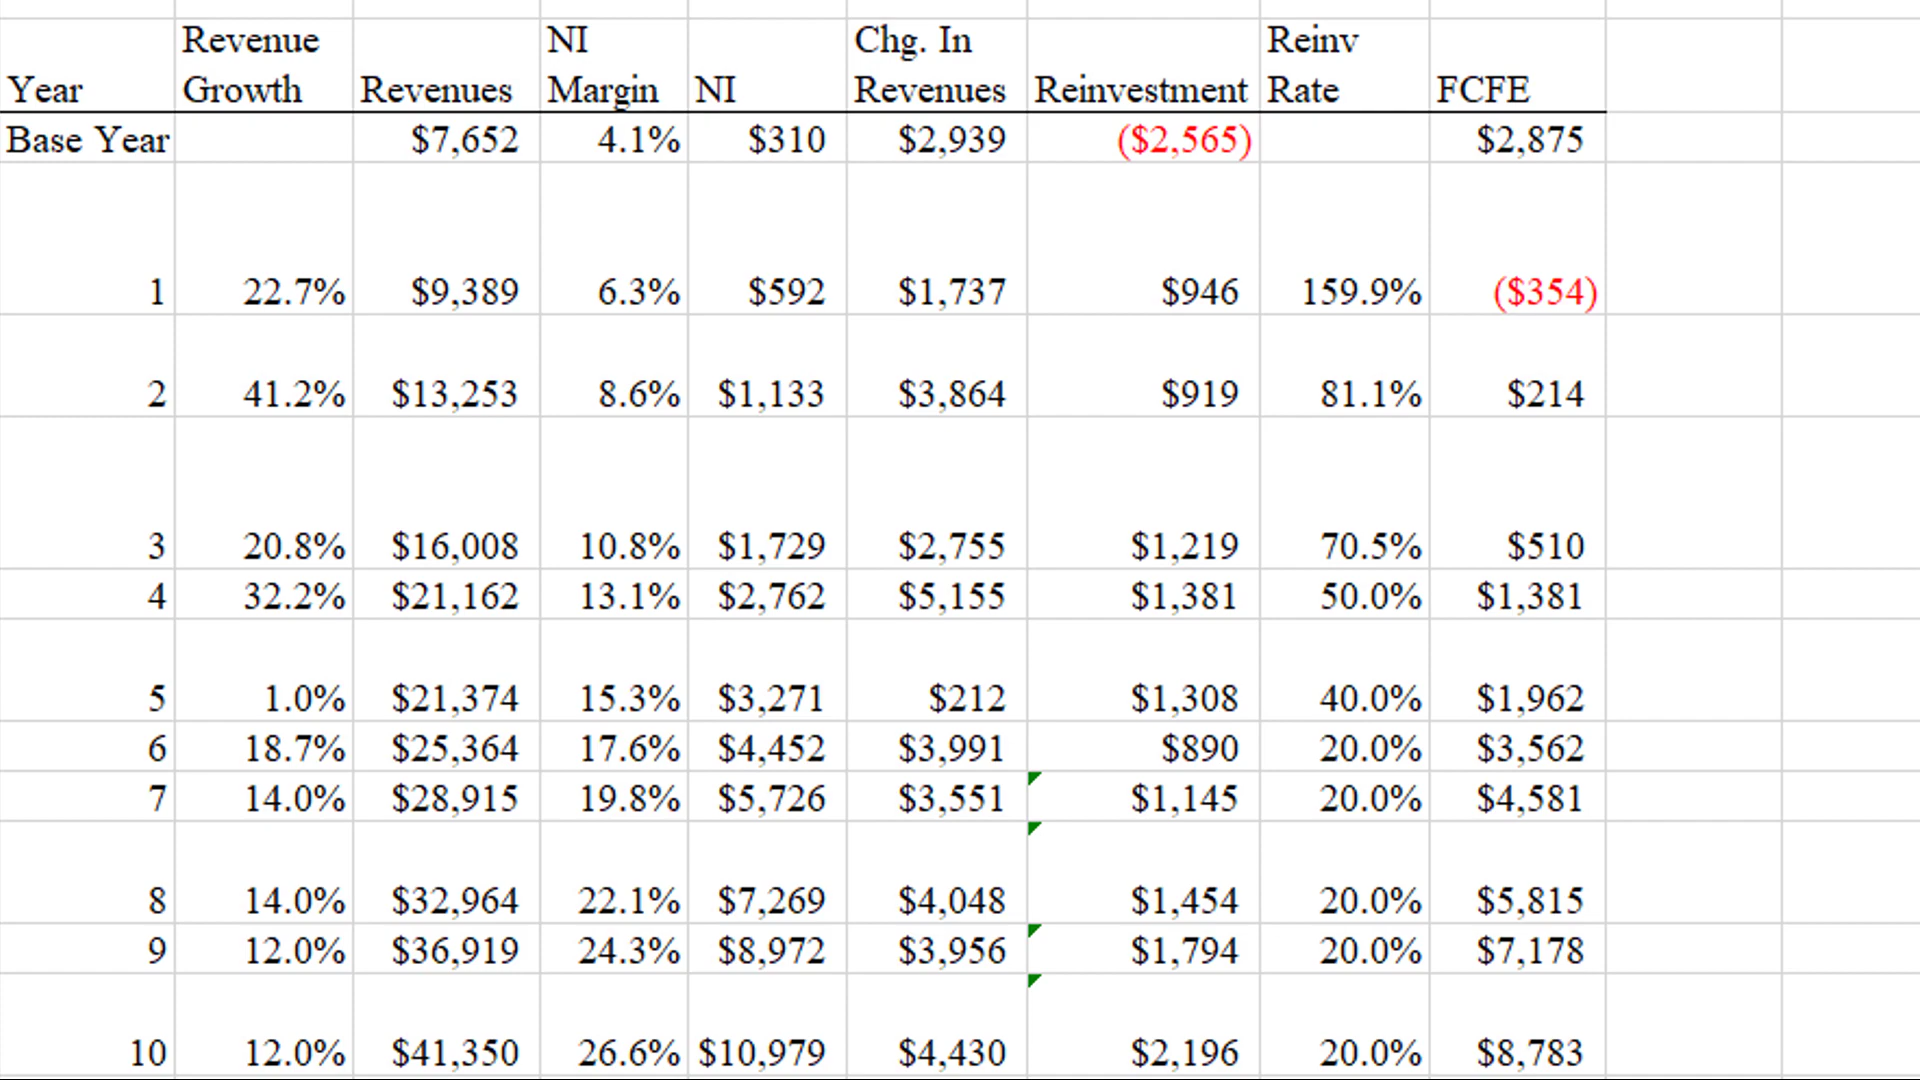 Year Revenue Growth Revenues NI Margin NI Chg. In Revenues Reinvestment Reinv Rate FCFE
Base Year $7,652 4.1% $310 $2,939 ($2,565) $2,875
1 22.7% $9,389 6.3% $592 $1,737 $946 159.9% ($354)
2 41.2% $13,253 8.6% $1,133 $3,864 $919 81.1% $214
3 20.8% $16,008 10.8% $1,729 $2,755 $1,219 70.5% $510
4 32.2% $21,162 13.1% $2,762 $5,155 $1,381 50.0% $1,381
5 1.0% $21,374 15.3% $3,271 $212 $1,308 40.0% $1,962
6 18.7% $25,364 17.6% $4,452 $3,991 $890 20.0% $3,562
7 14.0% $28,915 19.8% $5,726 $3,551 $1,145 20.0% $4,581
8 14.0% $32,964 22.1% $7,269 $4,048 $1,454 20.0% $5,815
9 12.0% $36,919 24.3% $8,972 $3,956 $1,794 20.0% $7,178
10 12.0% $41,350 26.6% $10,979 $4,430 $2,196 20.0% $8,783